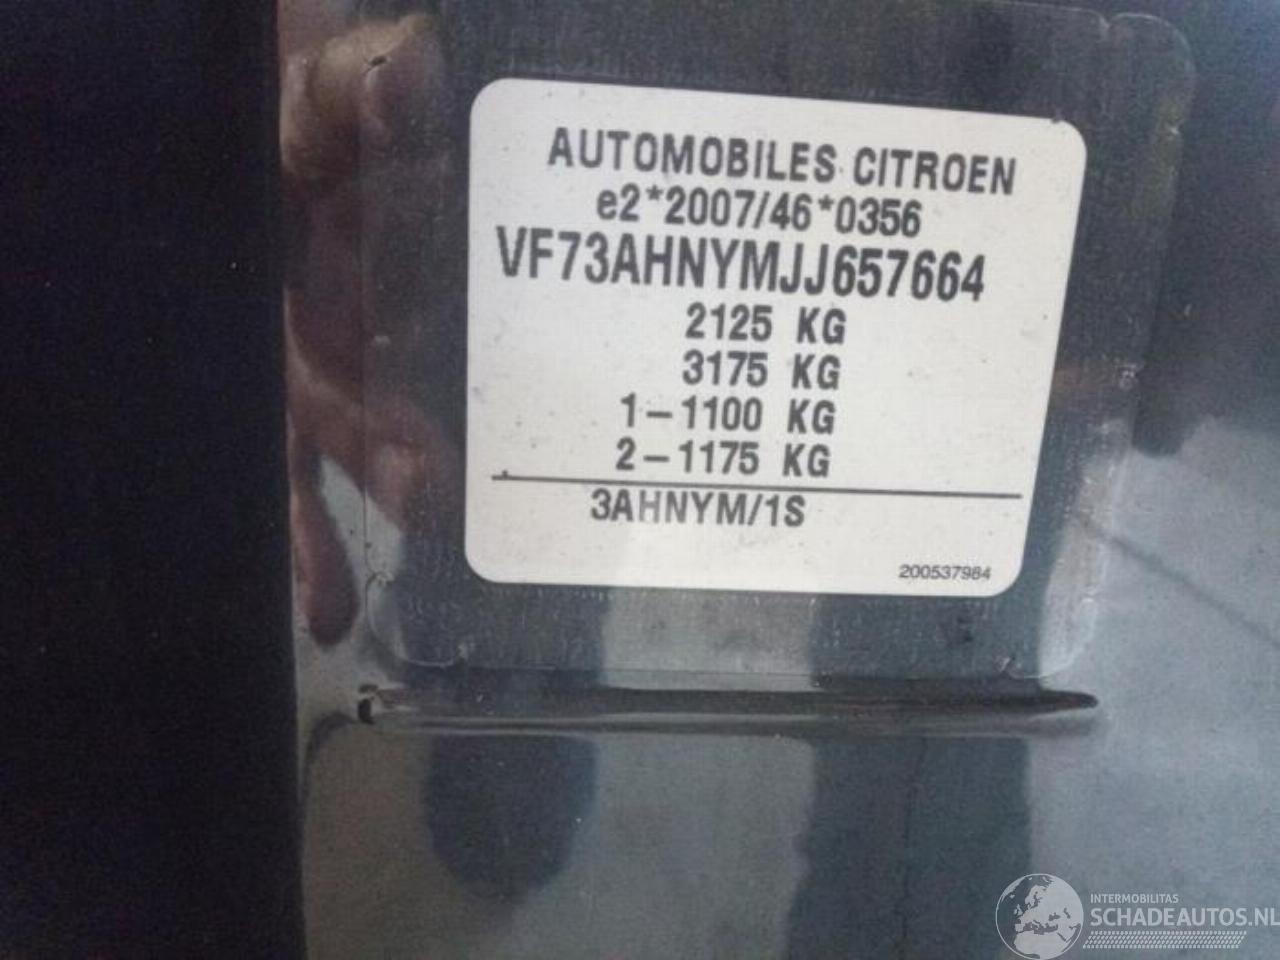 AUTOMOBILES CITROEN
e2*2007/46*0356
VF73AHNYMJJ657664
2125 KG
3175 KG
1-1100 KG
2-1175 KG
3AHNYM/1S
200537984
INTERMOBILITAS
SCHADEAUTOS.NL